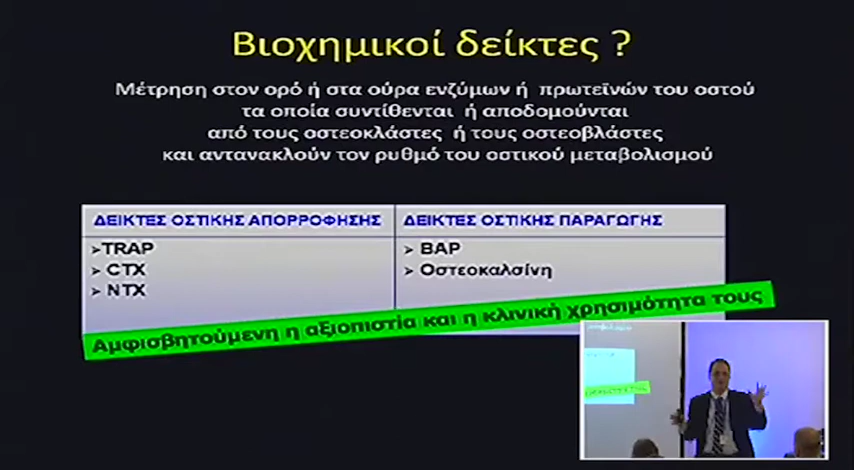 Βιοχημικοί δείκτες ?
Μέτρηση στον ορό ή στα ούρα ενζύμων ή πρωτεϊνών του οστού
τα οποία συντίθενται ή αποδομούνται
από τους οστεοκλάστες ή τους οστεοβλάστες
και αντανακλούν τον ρυθμό του οστικού μεταβολισμού
ΔΕΙΚΤΕΣ ΟΣΤΙΚΗΣ ΑΠΟΡΡΟΦΗΣΗΣ
➢TRAP
➢ CTX
➢ NTX
ΔΕΙΚΤΕΣ ΟΣΤΙΚΗΣ ΠΑΡΑΓΩΓΗΣ
➢ BAP
➢ Οστεοκαλσίνη
Αμφισβητούμενη η αξιοπιστία και η κλινική χρησιμότητα τους